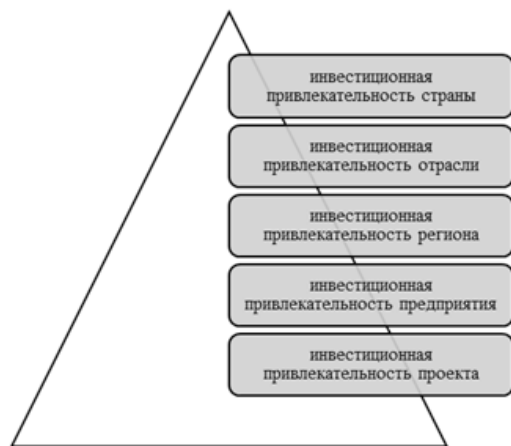 инвестиционная
привлекательность страны
инвестиционная
привлекательность отрасли
инвестиционная
привлекательность региона
инвестиционная
привлекательность предприятия
инвестиционная
привлекательность проекта